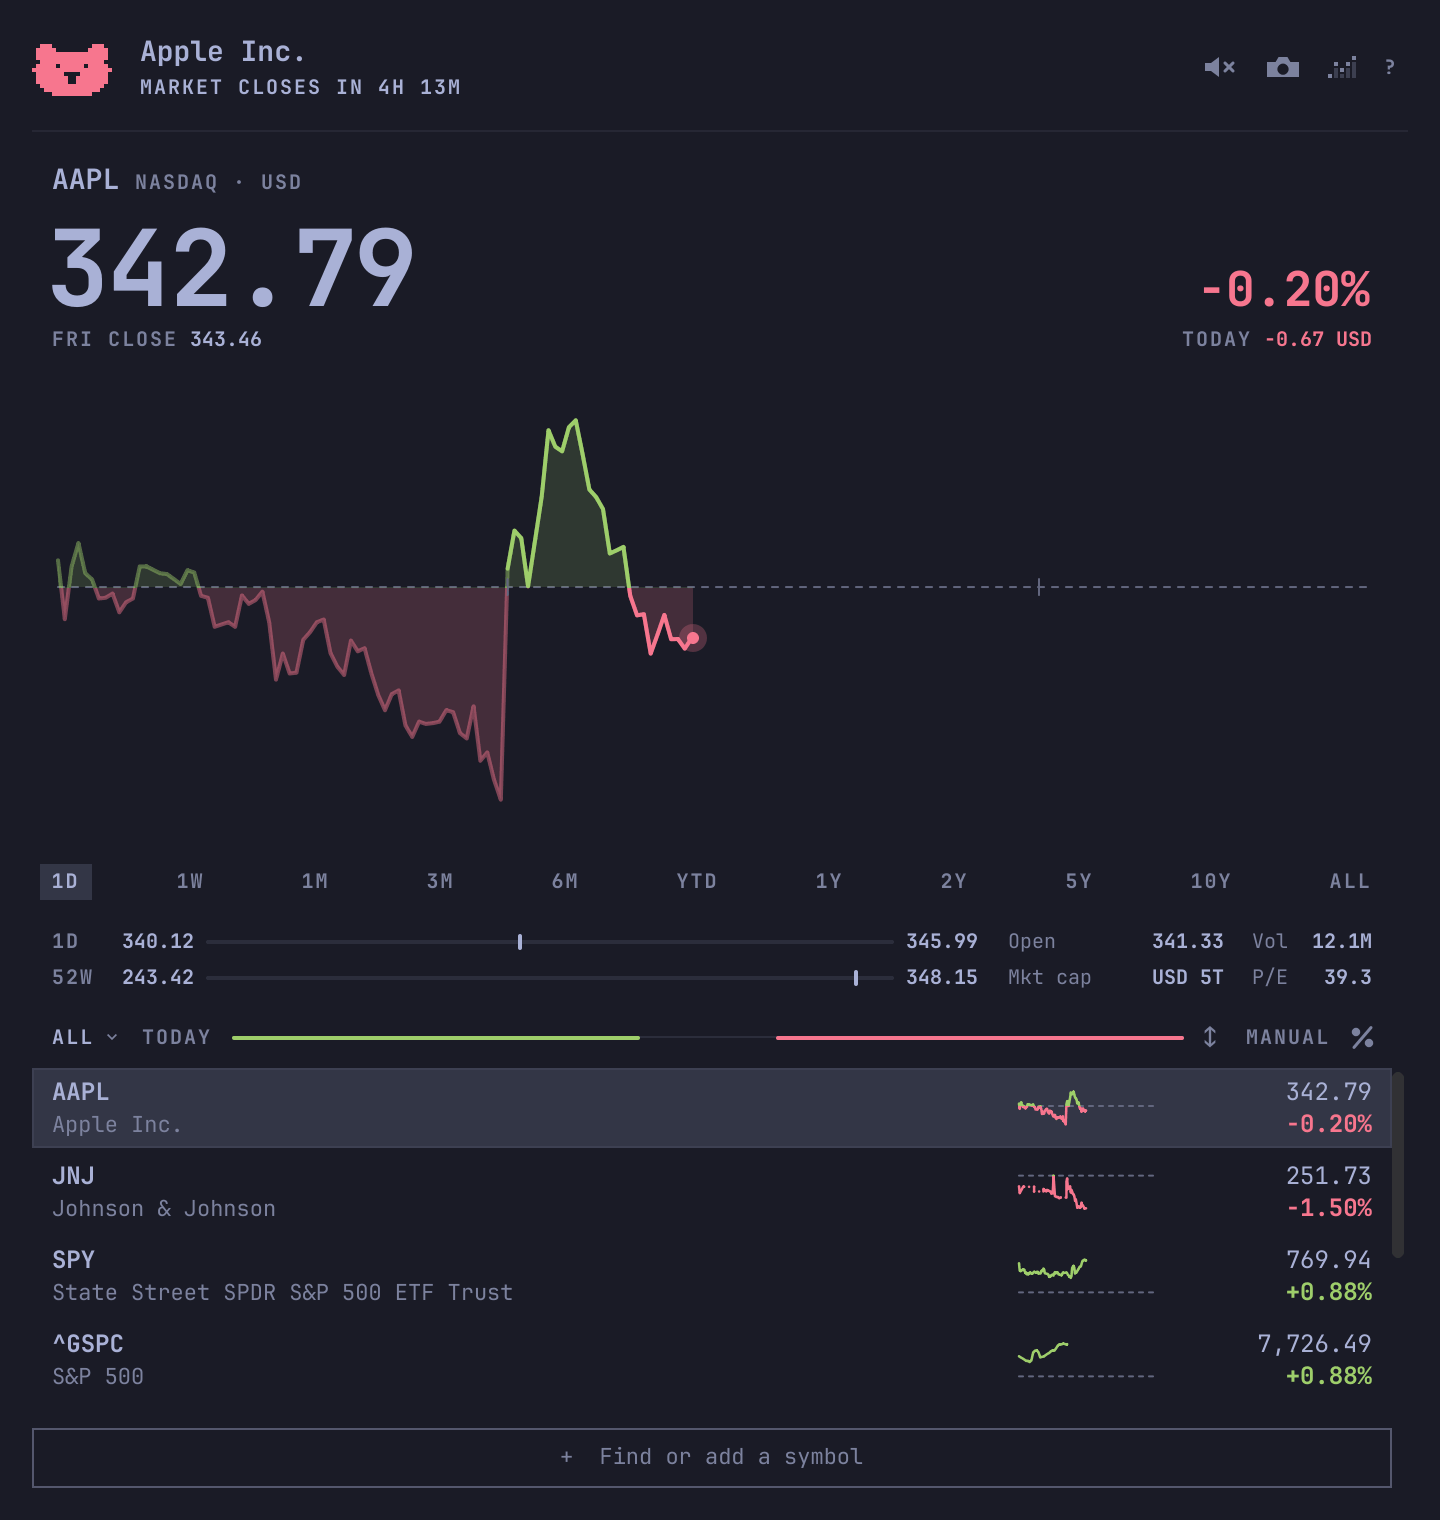 Apple Inc.
MARKET CLOSES IN 4H 13M
?
AAPL NASDAQ · USD
342.79
-0.20%
FRI CLOSE 343.46
TODAY -0.67 USD
1D 1W 1M 3M 6M YTD 1Y 2Y 5Y 10Y ALL
1D 340.12 345.99 Open 341.33 Vol 12.1M
52W 243.42 348.15 Mkt cap USD 5T P/E 39.3
ALL TODAY MANUAL %
AAPL 342.79
Apple Inc. -0.20%
JNJ 251.73
Johnson & Johnson -1.50%
SPY 769.94
State Street SPDR S&P 500 ETF Trust +0.88%
^GSPC 7,726.49
S&P 500 +0.88%
+ Find or add a symbol